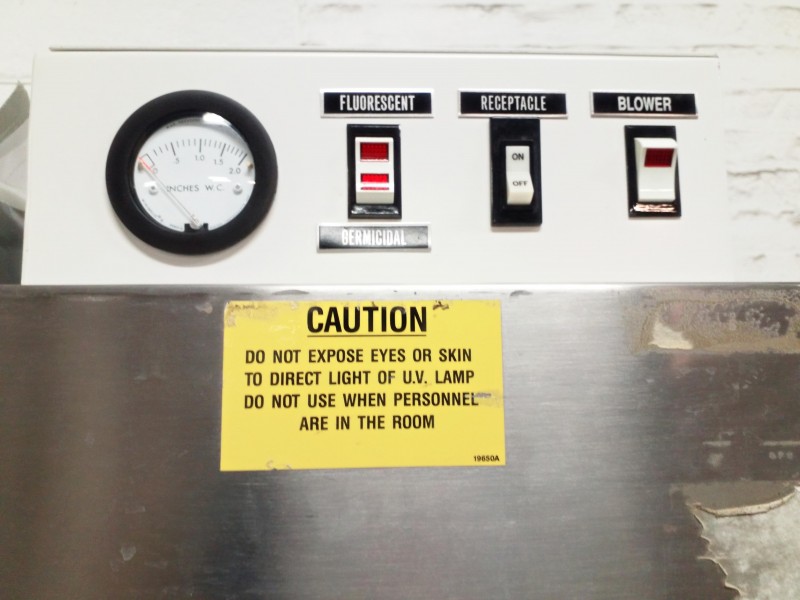 FLUORESCENT
RECEPTACLE
BLOWER
.5 1.0 1.5
0 2.0
INCHES W.C.
ON
OFF
GERMICIDAL
CAUTION
DO NOT EXPOSE EYES OR SKIN
TO DIRECT LIGHT OF U.V. LAMP
DO NOT USE WHEN PERSONNEL
ARE IN THE ROOM
19650A